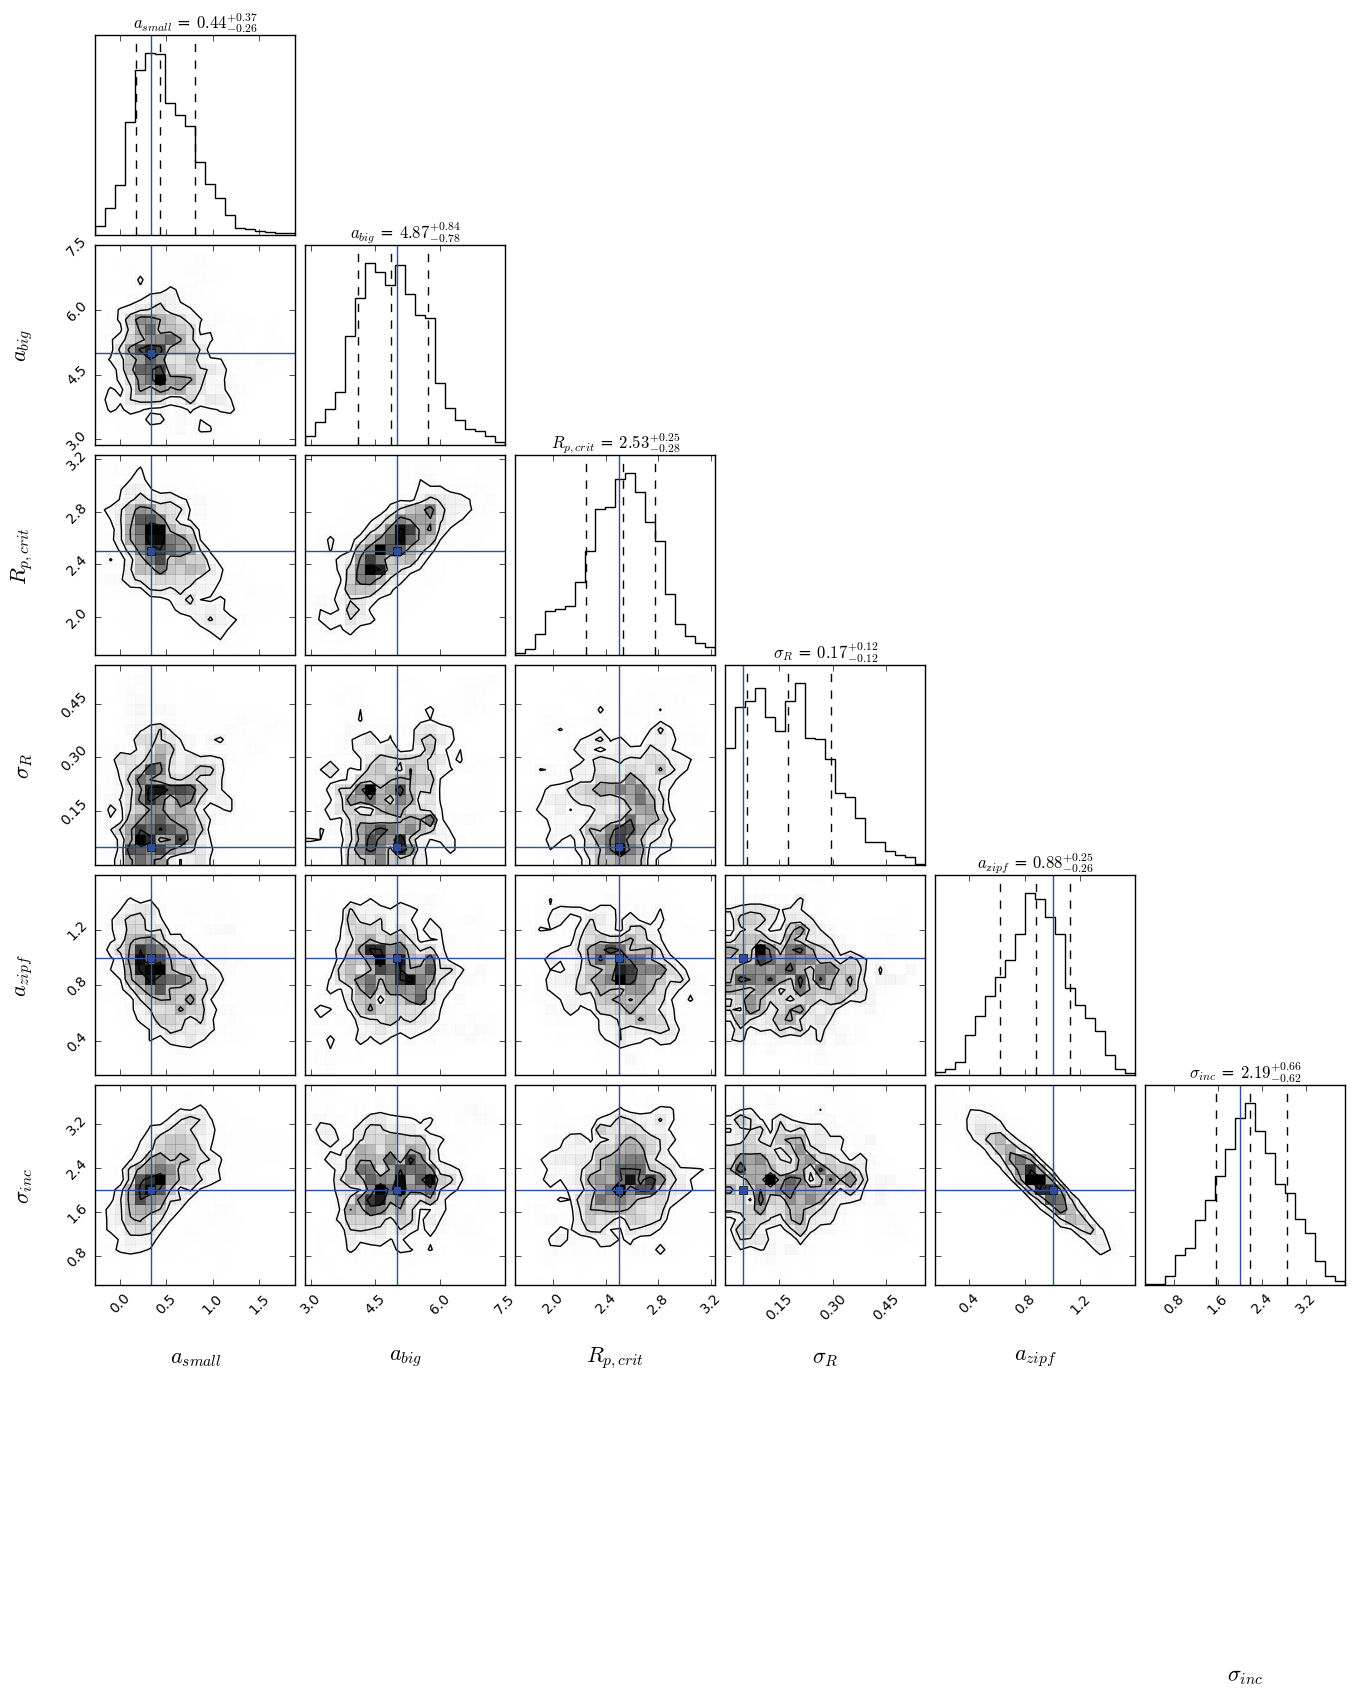 a_small = 0.44^{+0.37}_{-0.26}
7.5
6.0
4.5
3.0
a_big
a_big = 4.87^{+0.84}_{-0.78}
3.2
2.8
2.4
2.0
R_{p,crit}
R_{p,crit} = 2.53^{+0.25}_{-0.28}
0.45
0.30
0.15
σ_R
σ_R = 0.17^{+0.12}_{-0.12}
1.2
0.8
0.4
a_zipf
a_zipf = 0.88^{+0.25}_{-0.26}
3.2
2.4
1.6
0.8
σ_inc
σ_inc = 2.19^{+0.66}_{-0.62}
0.0 0.5 1.0 1.5 3.0 4.5 6.0 7.5 2.0 2.4 2.8 3.2 0.15 0.30 0.45 0.4 0.8 1.2 0.8 1.6 2.4 3.2
a_small a_big R_{p,crit} σ_R a_zipf
σ_inc